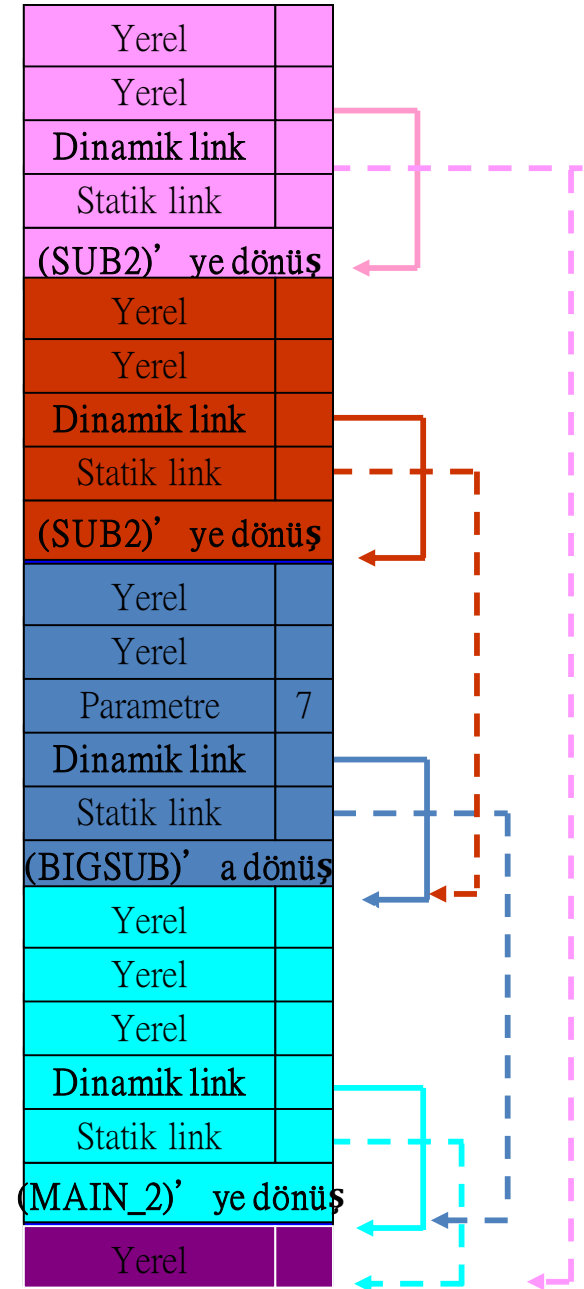 Yerel
Yerel
Dinamik link
Statik link
(SUB2)’ ye dönüş
Yerel
Yerel
Dinamik link
Statik link
(SUB2)’ ye dönüş
Yerel
Yerel
Parametre 7
Dinamik link
Statik link
(BIGSUB)’ a dönüş
Yerel
Yerel
Yerel
Dinamik link
Statik link
(MAIN_2)’ ye dönüş
Yerel